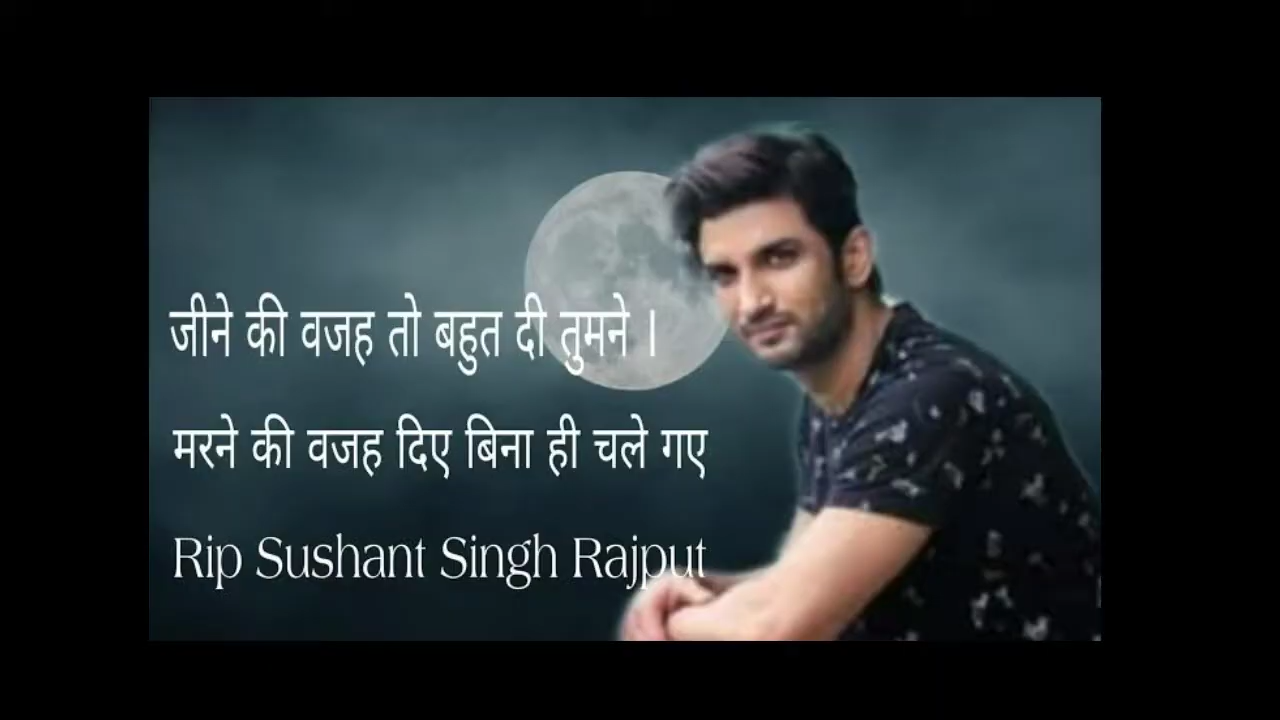 जीने की वजह तो बहुत दी तुमने ।
मरने की वजह दिए बिना ही चले गए
Rip Sushant Singh Rajput